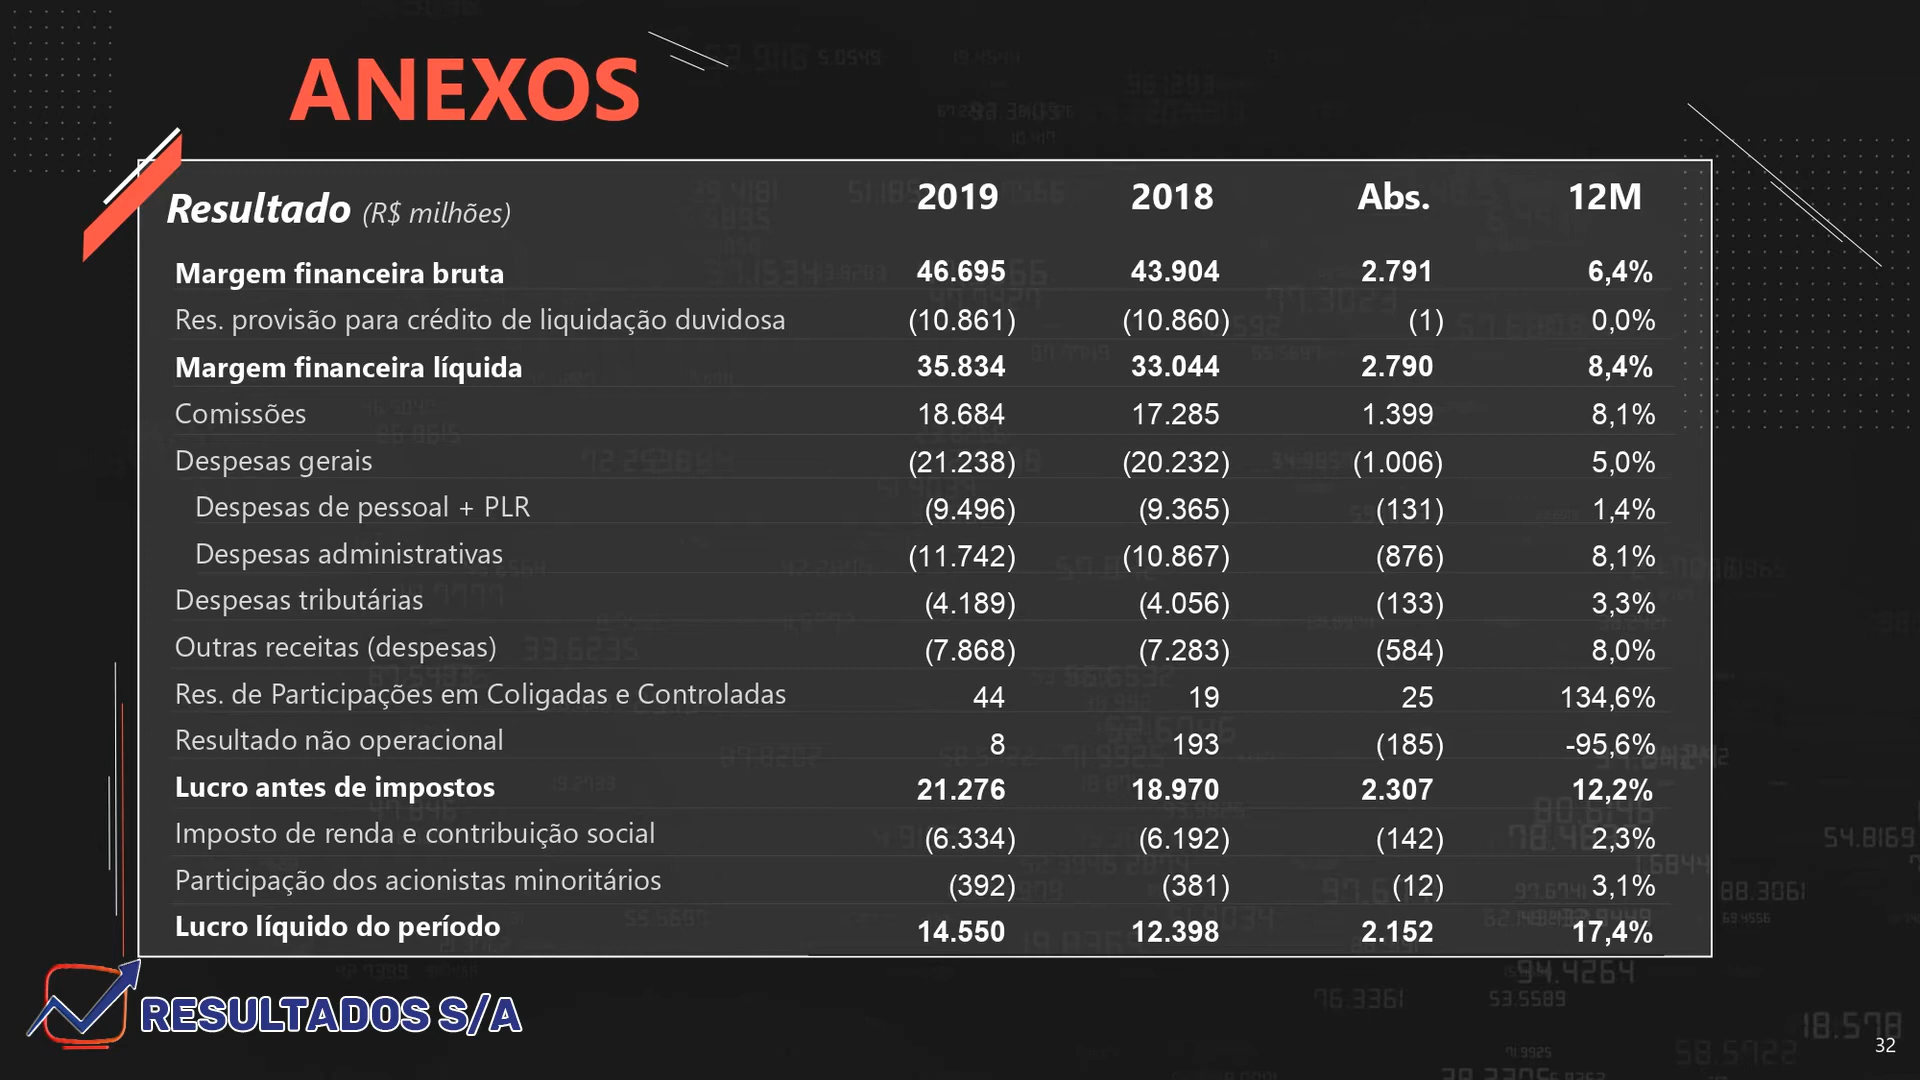 ANEXOS
Resultado (R$ milhões) 2019 2018 Abs. 12M
Margem financeira bruta 46.695 43.904 2.791 6,4%
Res. provisão para crédito de liquidação duvidosa (10.861) (10.860) (1) 0,0%
Margem financeira líquida 35.834 33.044 2.790 8,4%
Comissões 18.684 17.285 1.399 8,1%
Despesas gerais (21.238) (20.232) (1.006) 5,0%
Despesas de pessoal + PLR (9.496) (9.365) (131) 1,4%
Despesas administrativas (11.742) (10.867) (876) 8,1%
Despesas tributárias (4.189) (4.056) (133) 3,3%
Outras receitas (despesas) (7.868) (7.283) (584) 8,0%
Res. de Participações em Coligadas e Controladas 44 19 25 134,6%
Resultado não operacional 8 193 (185) -95,6%
Lucro antes de impostos 21.276 18.970 2.307 12,2%
Imposto de renda e contribuição social (6.334) (6.192) (142) 2,3%
Participação dos acionistas minoritários (392) (381) (12) 3,1%
Lucro líquido do período 14.550 12.398 2.152 17,4%
RESULTADOS S/A
32